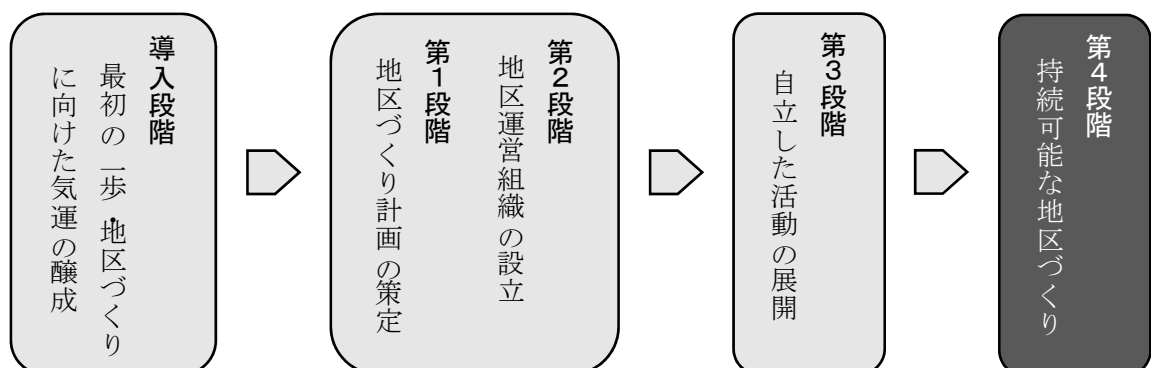 導入段階
最初の一歩・地区づくり
に向けた気運の醸成
第2段階
地区運営組織の設立
第1段階
地区づくり計画の策定
第3段階
自立した活動の展開
第4段階
持続可能な地区づくり